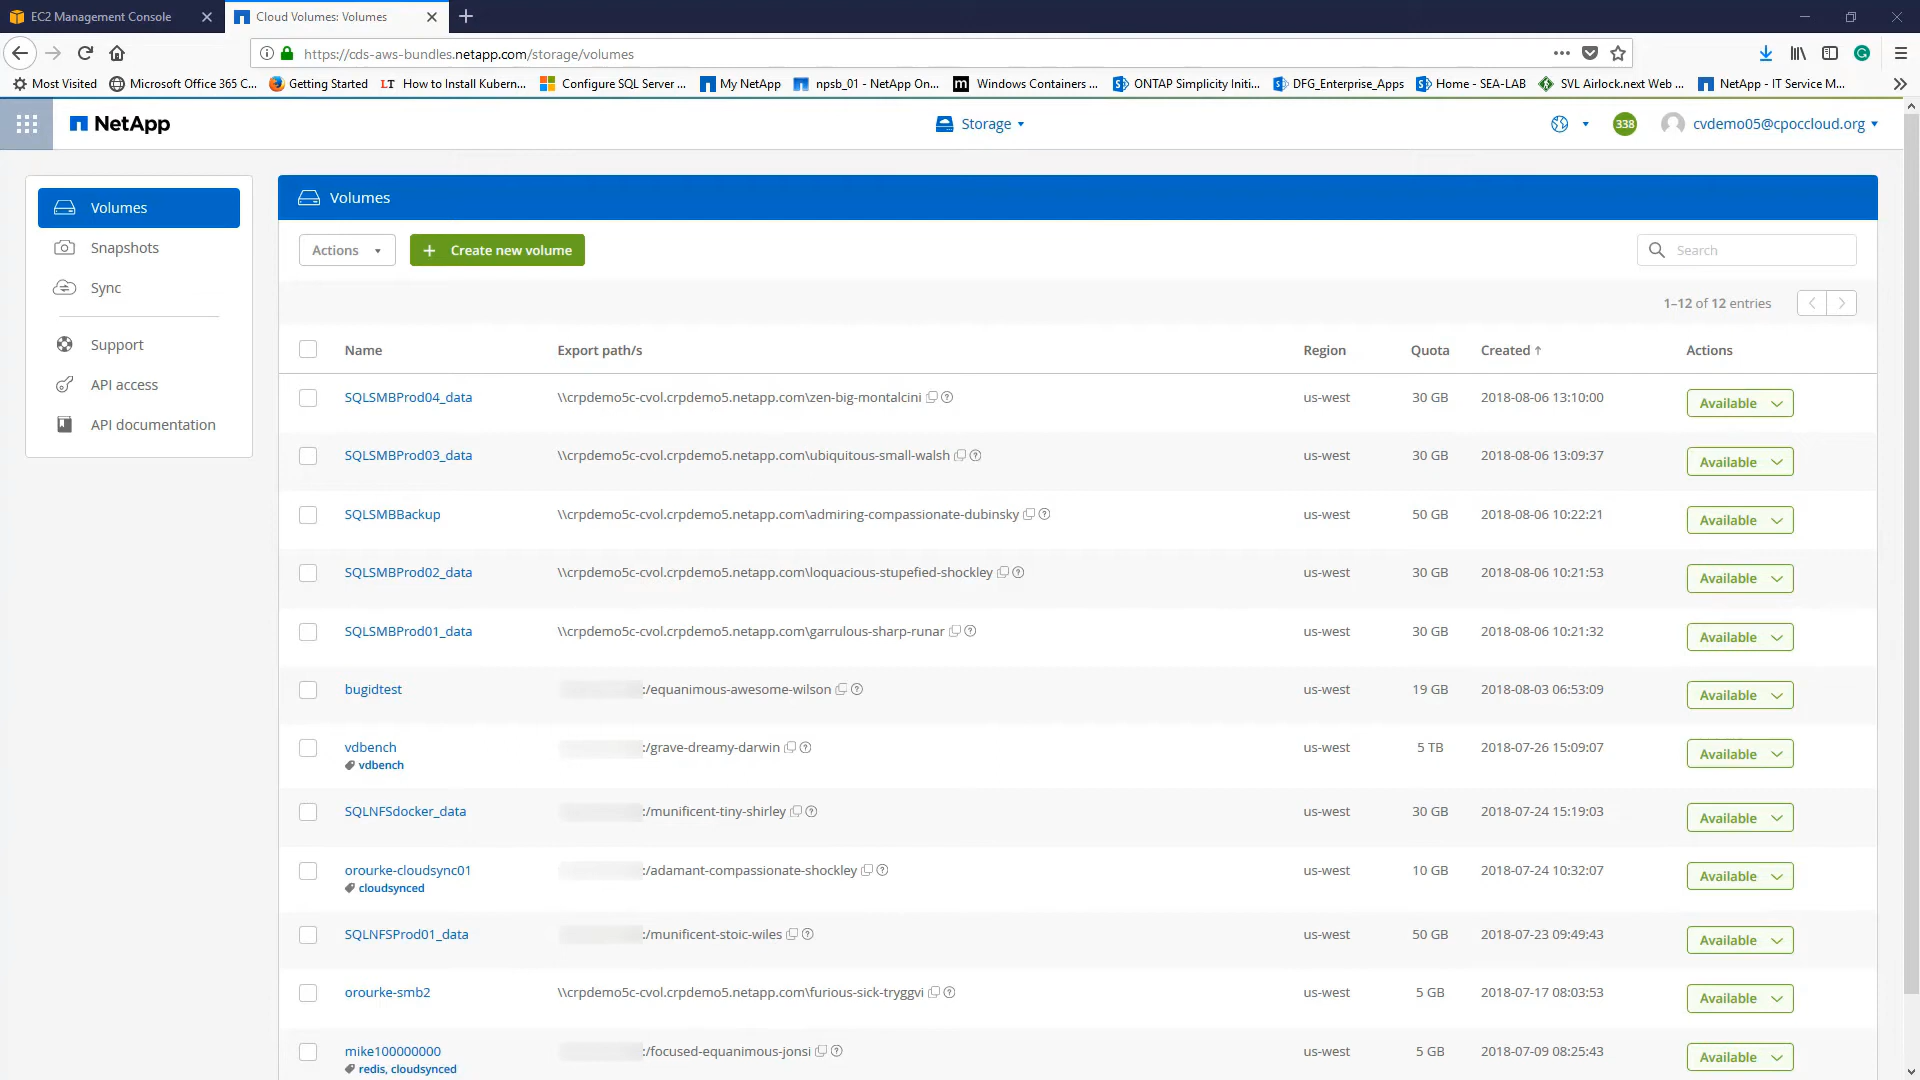 EC2 Management Console
Cloud Volumes: Volumes
https://cds-aws-bundles.netapp.com/storage/volumes
Most Visited
Microsoft Office 365 C...
Getting Started
LT How to Install Kubern...
Configure SQL Server ...
My NetApp
npsb_01 - NetApp On...
m Windows Containers ...
ONTAP Simplicity Initi...
DFG_Enterprise_Apps
Home - SEA-LAB
SVL Airlock.next Web ...
NetApp - IT Service M...
NetApp
Storage
338
cvdemo05@cpoccloud.org
Volumes
Snapshots
Sync
Support
API access
API documentation
Volumes
Actions
+ Create new volume
Search
1–12 of 12 entries
Name Export path/s Region Quota Created ↑ Actions
SQLSMBProd04_data \\crpdemo5c-cvol.crpdemo5.netapp.com\zen-big-montalcini us-west 30 GB 2018-08-06 13:10:00 Available
SQLSMBProd03_data \\crpdemo5c-cvol.crpdemo5.netapp.com\ubiquitous-small-walsh us-west 30 GB 2018-08-06 13:09:37 Available
SQLSMBBackup \\crpdemo5c-cvol.crpdemo5.netapp.com\admiring-compassionate-dubinsky us-west 50 GB 2018-08-06 10:22:21 Available
SQLSMBProd02_data \\crpdemo5c-cvol.crpdemo5.netapp.com\loquacious-stupefied-shockley us-west 30 GB 2018-08-06 10:21:53 Available
SQLSMBProd01_data \\crpdemo5c-cvol.crpdemo5.netapp.com\garrulous-sharp-runar us-west 30 GB 2018-08-06 10:21:32 Available
bugidtest :/equanimous-awesome-wilson us-west 19 GB 2018-08-03 06:53:09 Available
vdbench :/grave-dreamy-darwin us-west 5 TB 2018-07-26 15:09:07 Available
vdbench
SQLNFSdocker_data :/munificent-tiny-shirley us-west 30 GB 2018-07-24 15:19:03 Available
orourke-cloudsync01 :/adamant-compassionate-shockley us-west 10 GB 2018-07-24 10:32:07 Available
cloudsynced
SQLNFSProd01_data :/munificent-stoic-wiles us-west 50 GB 2018-07-23 09:49:43 Available
orourke-smb2 \\crpdemo5c-cvol.crpdemo5.netapp.com\furious-sick-tryggvi us-west 5 GB 2018-07-17 08:03:53 Available
mike100000000 :/focused-equanimous-jonsi us-west 5 GB 2018-07-09 08:25:43 Available
redis, cloudsynced